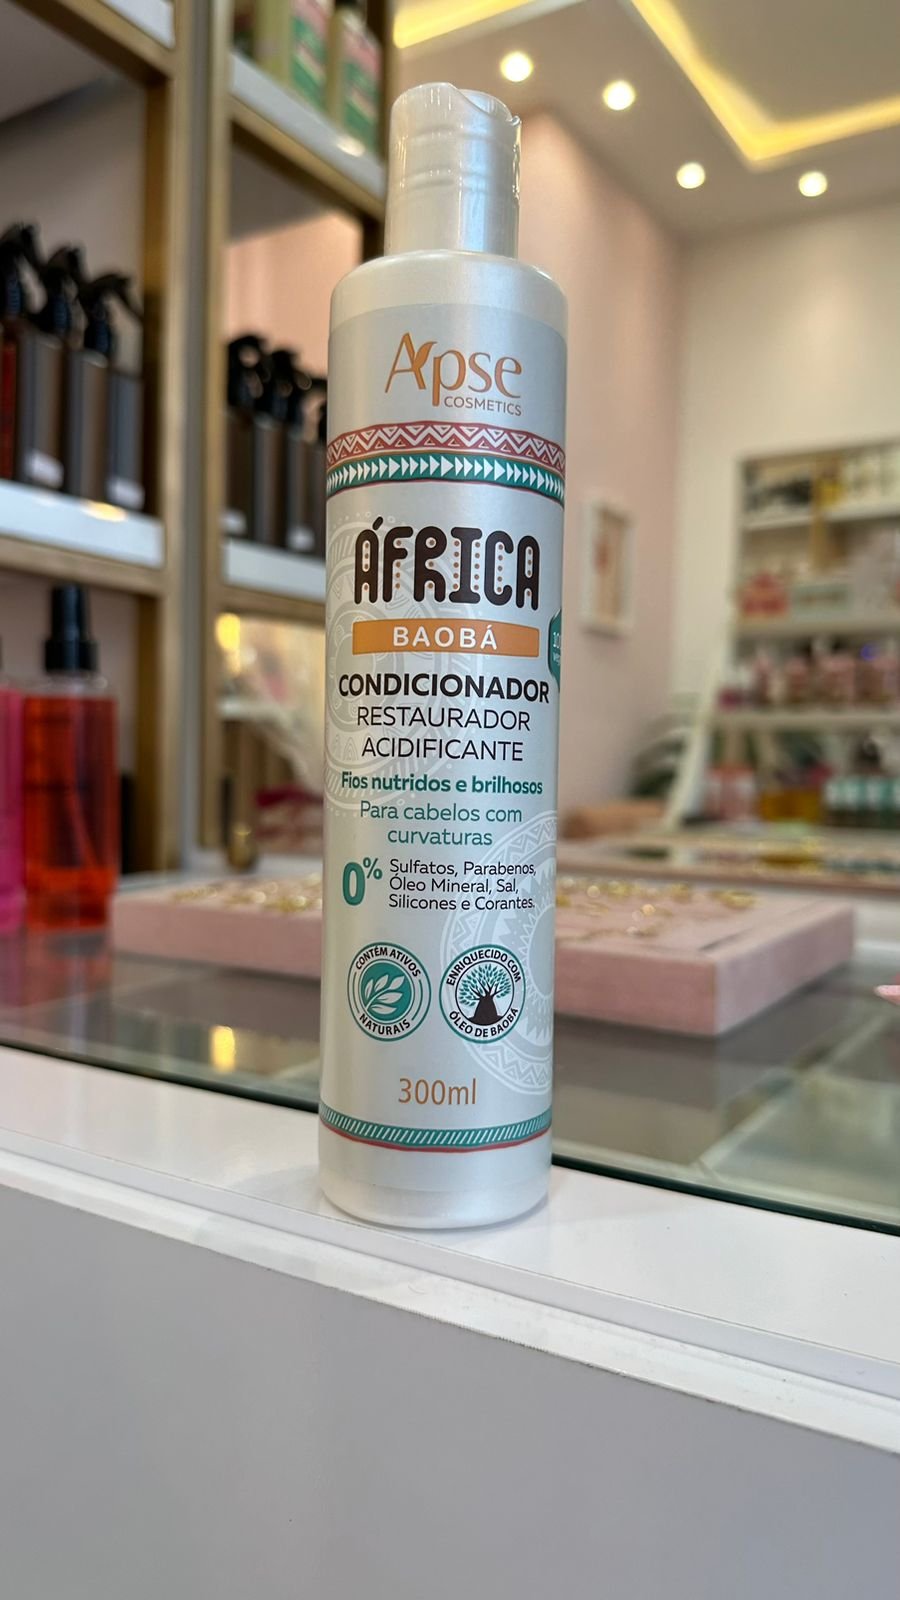 Apse
COSMETICS
ÁFRICA
BAOBÁ
CONDICIONADOR
RESTAURADOR
ACIDIFICANTE
Fios nutridos e brilhosos
Para cabelos com
curvaturas
0%
Sulfatos, Parabenos,
Óleo Mineral, Sal,
Silicones e Corantes.
CONTÉM ATIVOS
NATURAIS
ENRIQUECIDO COM
ÓLEO DE BAOBÁ
300ml